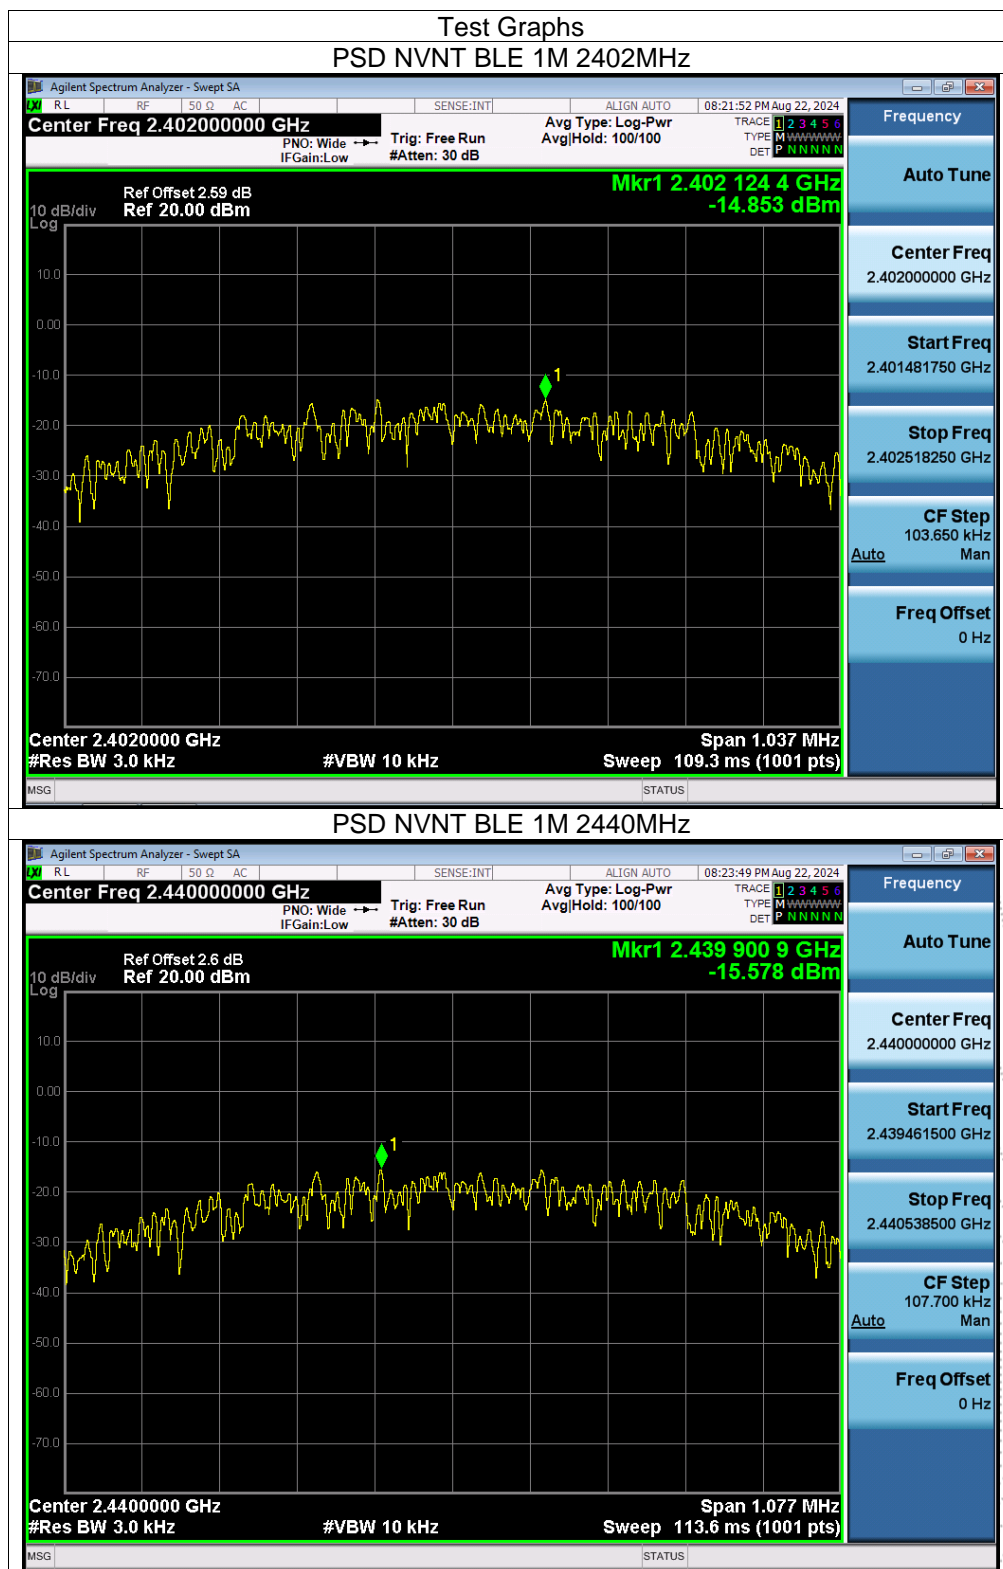 Test Graphs
PSD NVNT BLE 1M 2402MHz
Agilent Spectrum Analyzer - Swept SA
LXI RL RF 50 Ω AC SENSE:INT ALIGN AUTO 08:21:52 PM Aug 22, 2024
Center Freq 2.402000000 GHz
PNO: Wide
IFGain:Low
Trig: Free Run
#Atten: 30 dB
Avg Type: Log-Pwr
Avg|Hold: 100/100
TRACE 1 2 3 4 5 6
TYPE M WWWWW
DET P N N N N N
Mkr1 2.402 124 4 GHz
-14.853 dBm
Ref Offset 2.59 dB
10 dB/div Ref 20.00 dBm
Log
10.0
0.00
-10.0
1
-20.0
-30.0
-40.0
-50.0
-60.0
-70.0
Center 2.4020000 GHz Span 1.037 MHz
#Res BW 3.0 kHz #VBW 10 kHz Sweep 109.3 ms (1001 pts)
MSG STATUS
Frequency
Auto Tune
Center Freq
2.402000000 GHz
Start Freq
2.401481750 GHz
Stop Freq
2.402518250 GHz
CF Step
103.650 kHz
Auto Man
Freq Offset
0 Hz
PSD NVNT BLE 1M 2440MHz
Agilent Spectrum Analyzer - Swept SA
LXI RL RF 50 Ω AC SENSE:INT ALIGN AUTO 08:23:49 PM Aug 22, 2024
Center Freq 2.440000000 GHz
PNO: Wide
IFGain:Low
Trig: Free Run
#Atten: 30 dB
Avg Type: Log-Pwr
Avg|Hold: 100/100
TRACE 1 2 3 4 5 6
TYPE M WWWWW
DET P N N N N N
Mkr1 2.439 900 9 GHz
-15.578 dBm
Ref Offset 2.6 dB
10 dB/div Ref 20.00 dBm
Log
10.0
0.00
-10.0
1
-20.0
-30.0
-40.0
-50.0
-60.0
-70.0
Center 2.4400000 GHz Span 1.077 MHz
#Res BW 3.0 kHz #VBW 10 kHz Sweep 113.6 ms (1001 pts)
MSG STATUS
Frequency
Auto Tune
Center Freq
2.440000000 GHz
Start Freq
2.439461500 GHz
Stop Freq
2.440538500 GHz
CF Step
107.700 kHz
Auto Man
Freq Offset
0 Hz